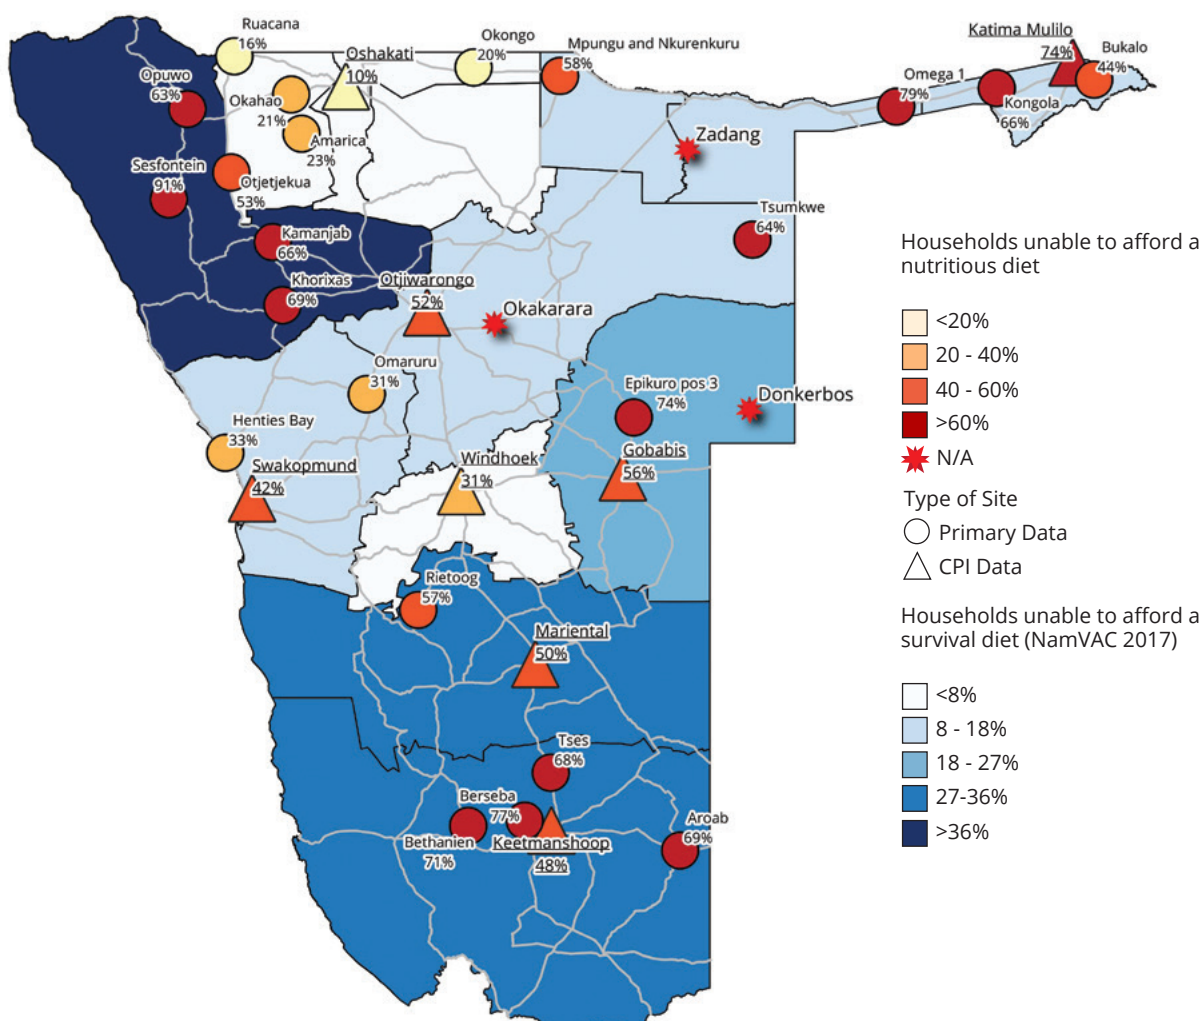 Ruacana
16%
Oshakati
10%
Okongo
20%
Mpungu and Nkurenkuru
58%
Katima Mulilo
74%
Bukalo
44%
Omega 1
79%
Kongola
66%
Opuwo
63%
Okahao
21%
Amarica
23%
Zadang
Sesfontein
91%
Otjetjekua
53%
Tsumkwe
64%
Kamanjab
66%
Khorixas
69%
Otjiwarongo
52%
Okakarara
Omaruru
31%
Epikuro pos 3
74%
Donkerbos
Henties Bay
33%
Swakopmund
42%
Windhoek
31%
Gobabis
56%
Rietoog
57%
Mariental
50%
Tses
68%
Berseba
77%
Bethanien
71%
Keetmanshoop
48%
Aroab
69%
Households unable to afford a
nutritious diet
<20%
20 - 40%
40 - 60%
>60%
N/A
Type of Site
Primary Data
CPI Data
Households unable to afford a
survival diet (NamVAC 2017)
<8%
8 - 18%
18 - 27%
27-36%
>36%